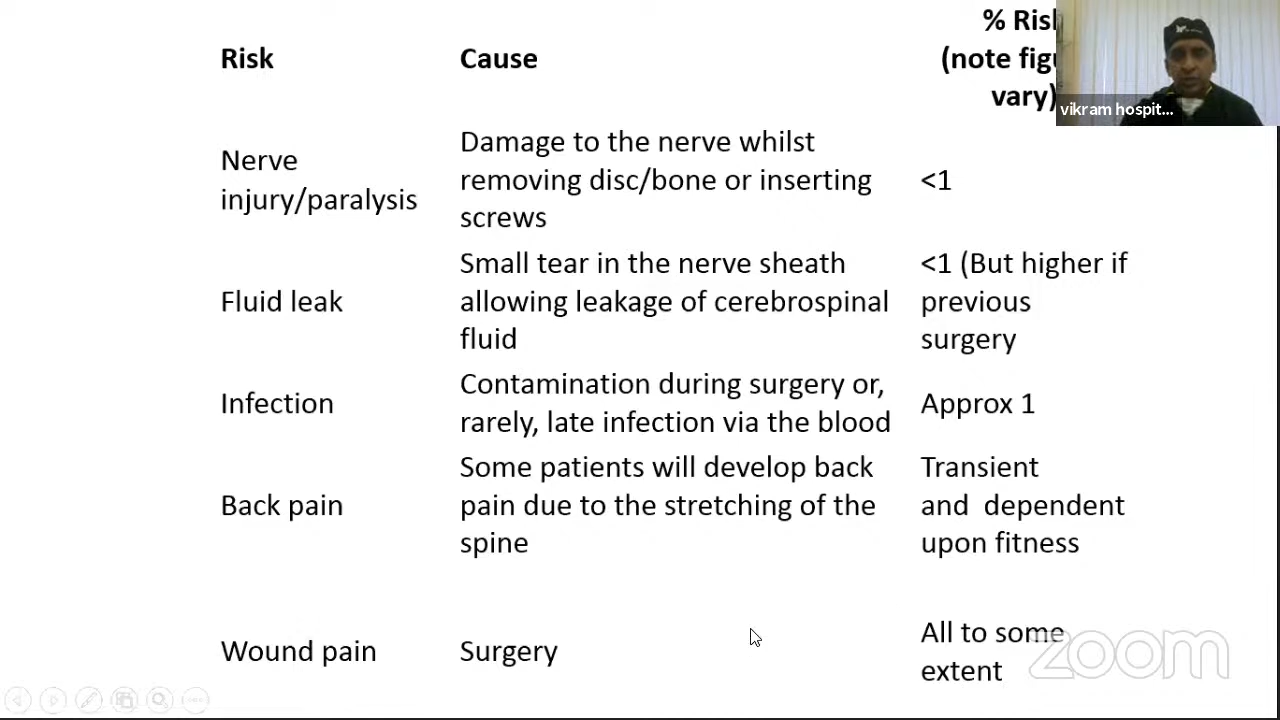 Risk
Cause
% Ris
(note figu
vary)
vikram hospit...
Nerve
injury/paralysis
Damage to the nerve whilst
removing disc/bone or inserting
screws
<1
Fluid leak
Small tear in the nerve sheath
allowing leakage of cerebrospinal
fluid
<1 (But higher if
previous
surgery
Infection
Contamination during surgery or,
rarely, late infection via the blood
Approx 1
Back pain
Some patients will develop back
pain due to the stretching of the
spine
Transient
and  dependent
upon fitness
Wound pain
Surgery
All to some
extent
zoom